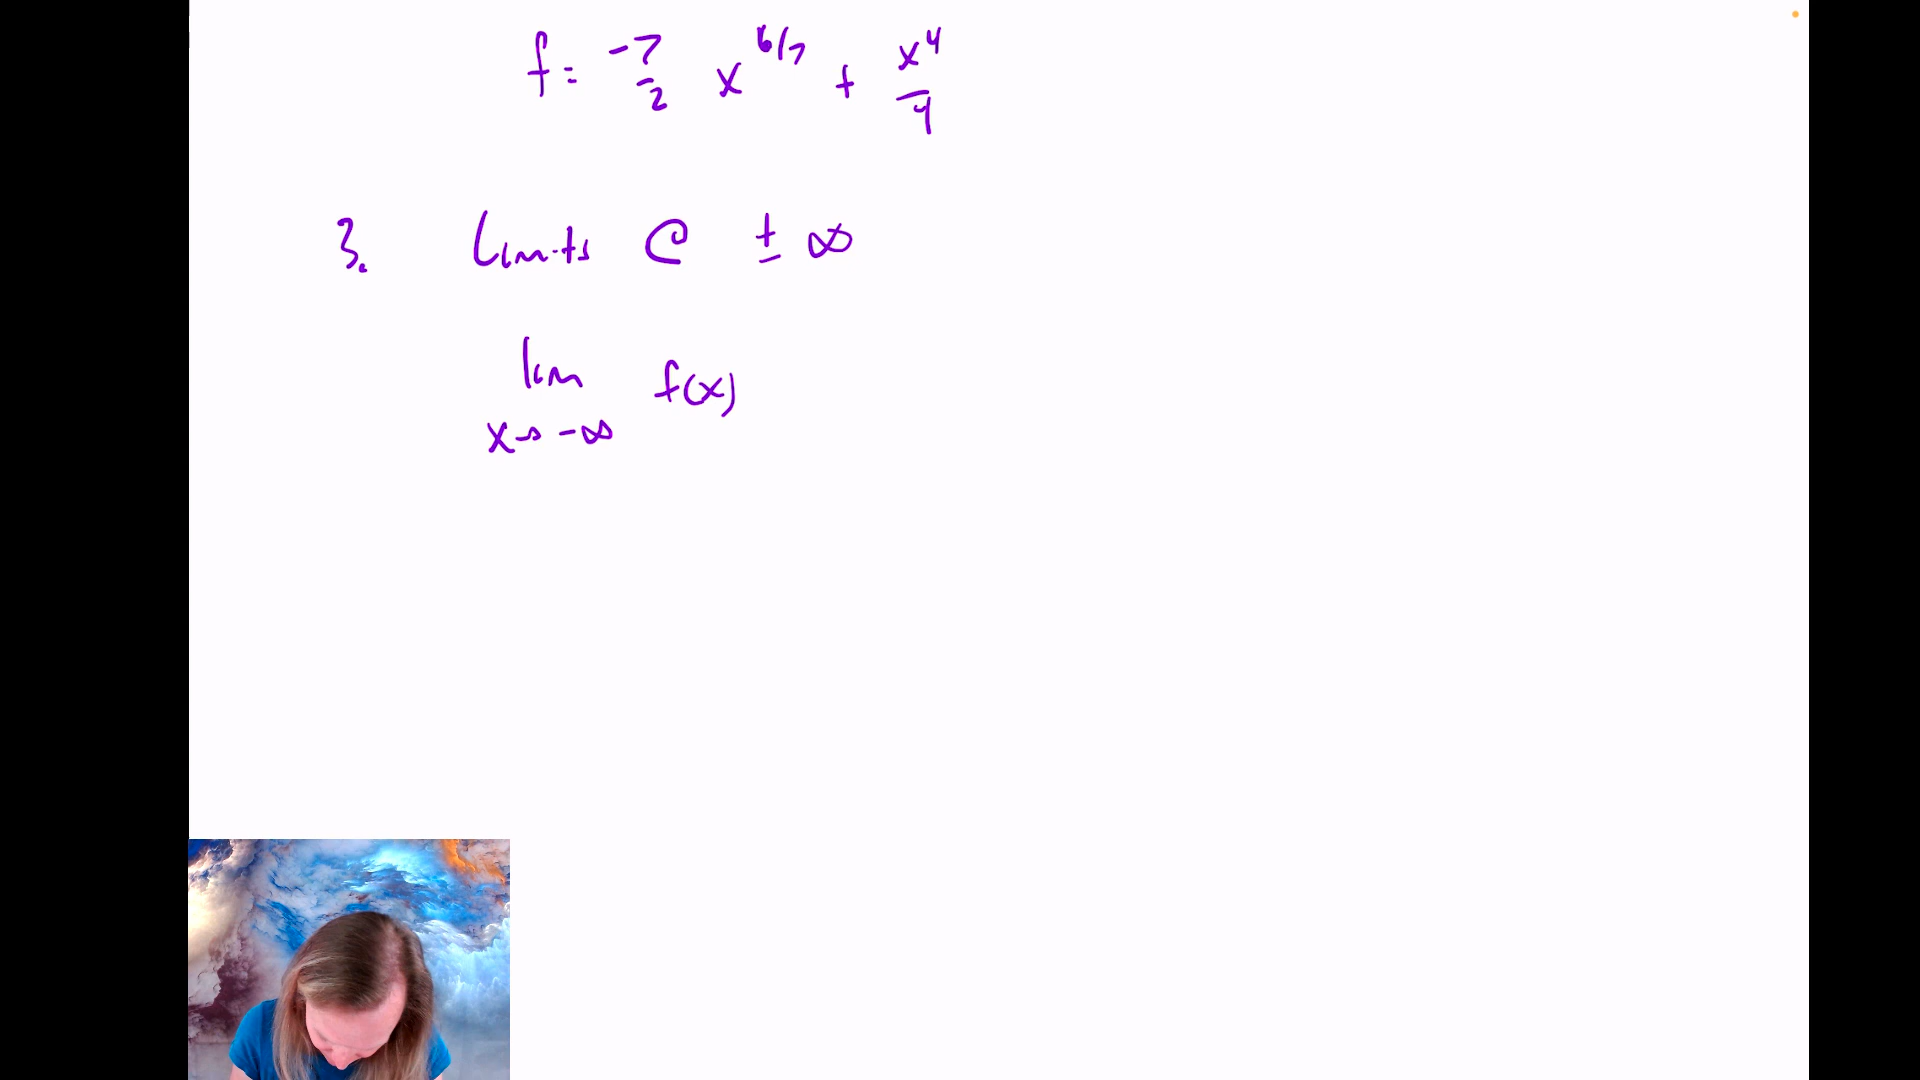 f = -7/2 x^{6/7} + x^4/4
3. Limits @ ± ∞
lim f(x)
x→ -∞